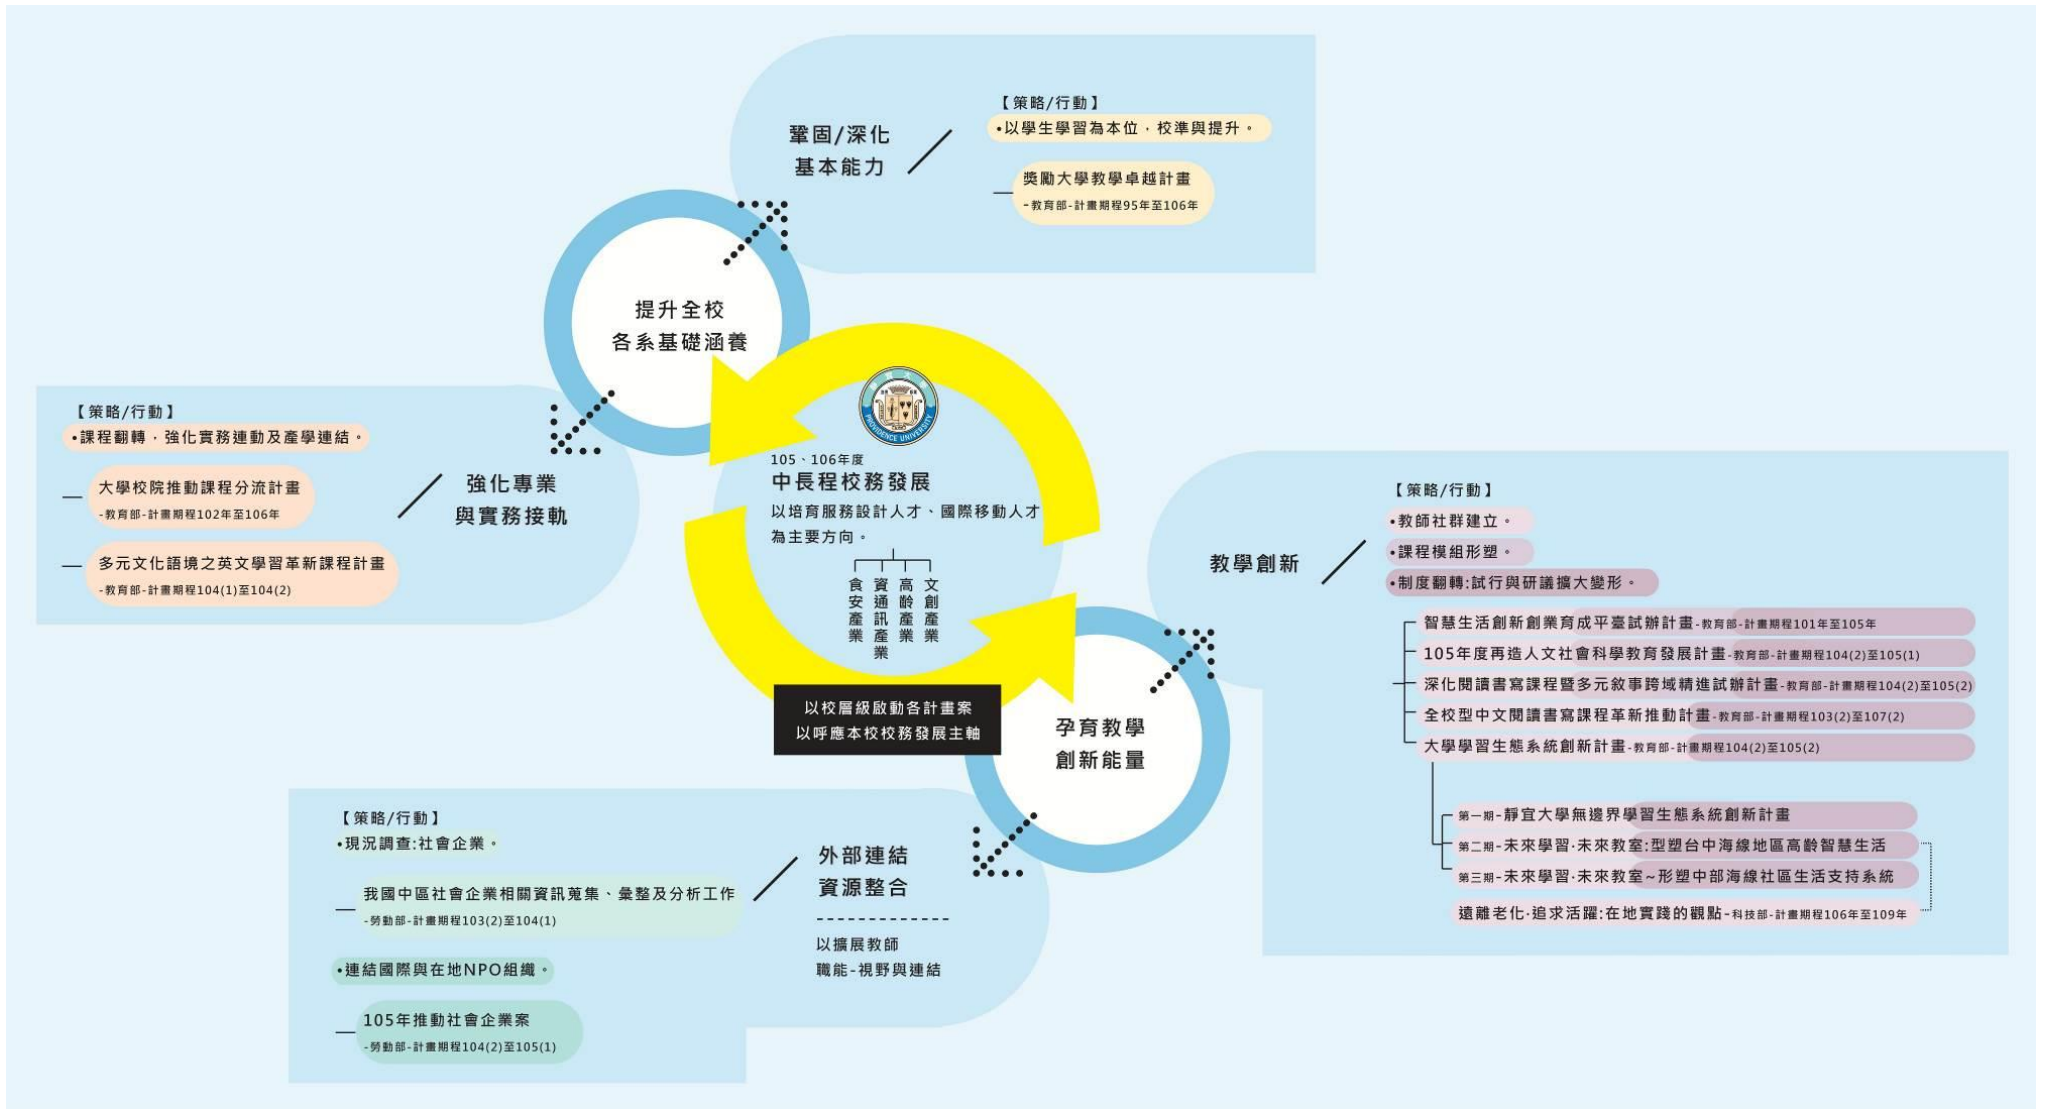 【策略/行動】
•以學生學習為本位，校準與提升。
鞏固/深化
基本能力
獎勵大學教學卓越計畫
-教育部-計畫期程95年至106年
提升全校
各系基礎涵養
【策略/行動】
•課程翻轉，強化實務連動及產學連結。
大學校院推動課程分流計畫
-教育部-計畫期程102年至106年
多元文化語境之英文學習革新課程計畫
-教育部-計畫期程104(1)至104(2)
強化專業
與實務接軌
靜宜大學
PROVIDENCE UNIVERSITY
105、106年度
中長程校務發展
以培育服務設計人才、國際移動人才
為主要方向。
食安產業
資通訊產業
高齡產業
文創產業
以校層級啟動各計畫案
以呼應本校校務發展主軸
孕育教學
創新能量
教學創新
【策略/行動】
•教師社群建立。
•課程模組形塑。
•制度翻轉:試行與研議擴大變形。
智慧生活創新創業育成平臺試辦計畫-教育部-計畫期程101年至105年
105年度再造人文社會科學教育發展計畫-教育部-計畫期程104(2)至105(1)
深化閱讀書寫課程暨多元敘事跨域精進試辦計畫-教育部-計畫期程104(2)至105(2)
全校型中文閱讀書寫課程革新推動計畫-教育部-計畫期程103(2)至107(2)
大學學習生態系統創新計畫-教育部-計畫期程104(2)至105(2)
第一期-靜宜大學無邊界學習生態系統創新計畫
第二期-未來學習·未來教室:型塑台中海線地區高齡智慧生活
第三期-未來學習·未來教室~形塑中部海線社區生活支持系統
遠離老化·追求活躍:在地實踐的觀點-科技部-計畫期程106年至109年
【策略/行動】
•現況調查:社會企業。
我國中區社會企業相關資訊蒐集、彙整及分析工作
-勞動部-計畫期程103(2)至104(1)
•連結國際與在地NPO組織。
105年推動社會企業案
-勞動部-計畫期程104(2)至105(1)
外部連結
資源整合
以擴展教師
職能-視野與連結